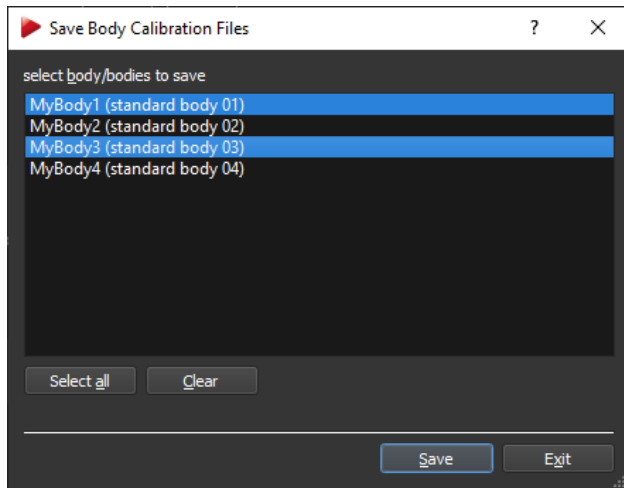 Save Body Calibration Files
?
select body/bodies to save
MyBody1 (standard body 01)
MyBody2 (standard body 02)
MyBody3 (standard body 03)
MyBody4 (standard body 04)
Select all
Clear
Save
Exit